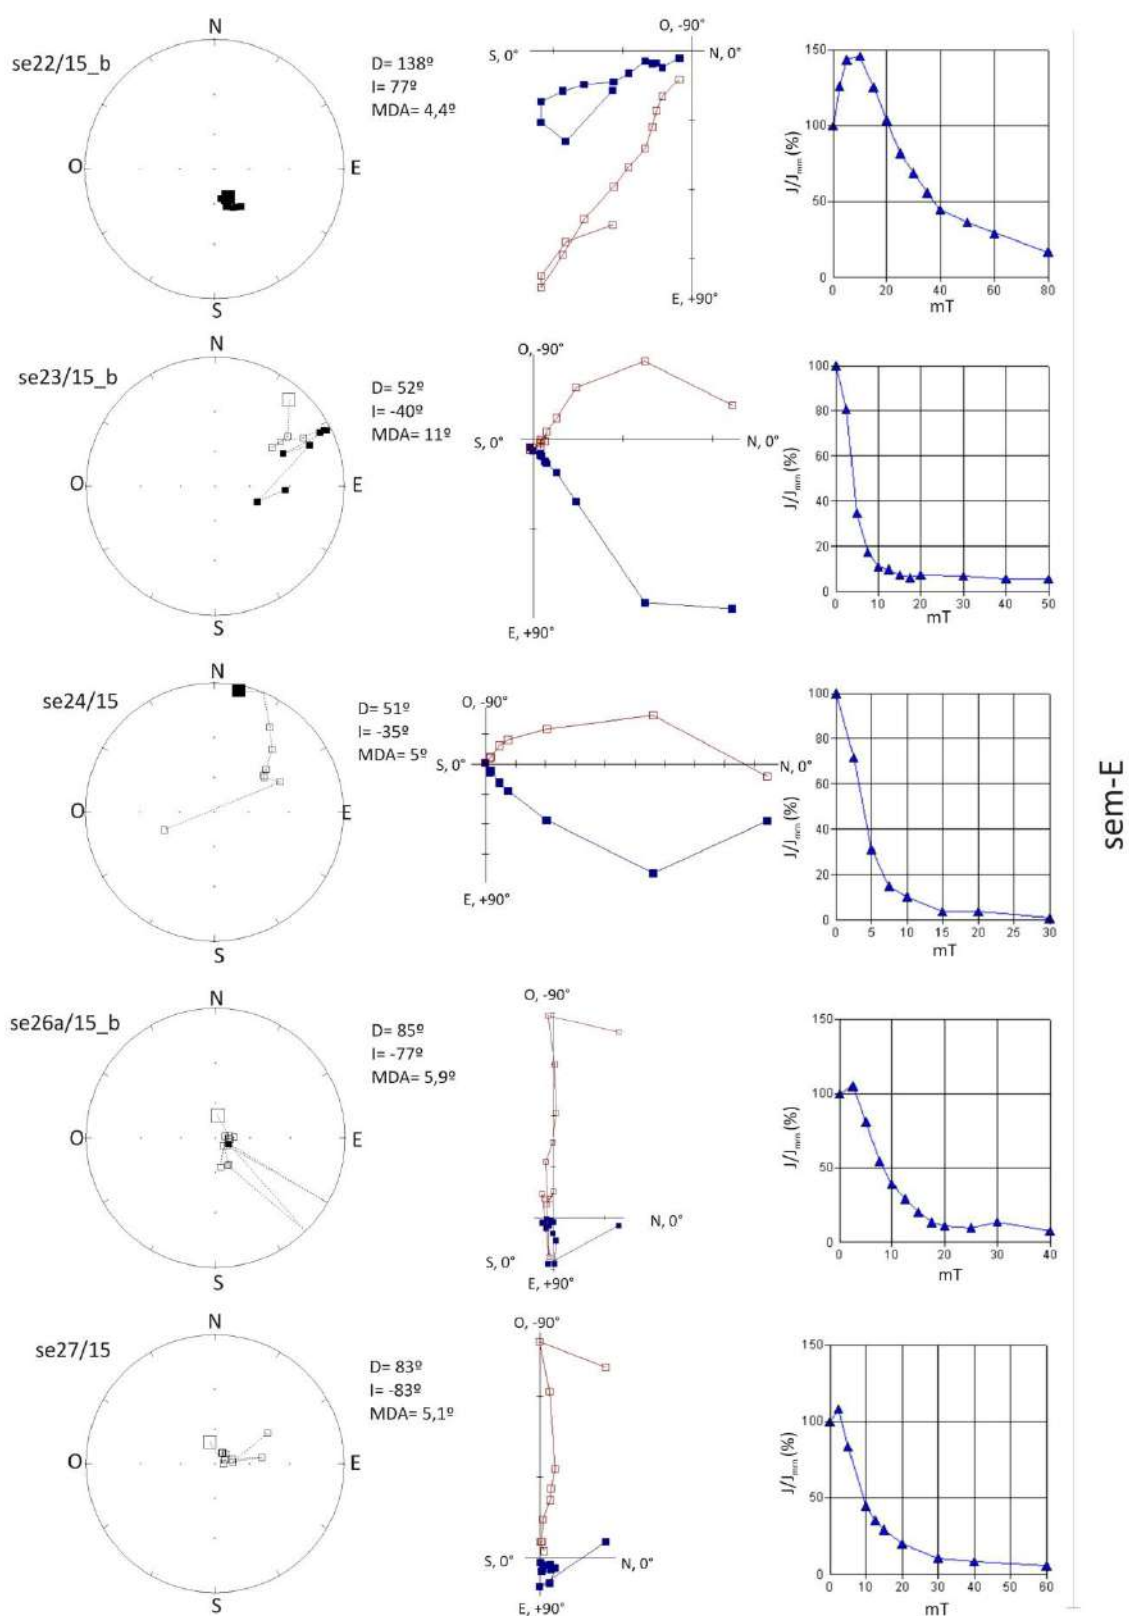 N
se22/15_b
O
E
S
D= 138º
I= 77º
MDA= 4,4º
O, -90°
S, 0°
N, 0°
E, +90°
150
100
50
0
J/Jmm (%)
0 20 40 60 80
mT
N
se23/15_b
O
E
S
D= 52º
I= -40º
MDA= 11º
O, -90°
S, 0°
N, 0°
E, +90°
100
80
60
40
20
0
J/Jmm (%)
0 10 20 30 40 50
mT
N
se24/15
O
E
S
D= 51º
I= -35º
MDA= 5º
O, -90°
S, 0°
N, 0°
E, +90°
100
80
60
40
20
0
J/Jmm (%)
0 5 10 15 20 25 30
mT
sem-E
N
se26a/15_b
O
E
S
D= 85º
I= -77º
MDA= 5,9º
O, -90°
N, 0°
S, 0°
E, +90°
150
100
50
0
J/Jmm (%)
0 10 20 30 40
mT
N
se27/15
O
E
S
D= 83º
I= -83º
MDA= 5,1º
O, -90°
S, 0°
N, 0°
E, +90°
150
100
50
0
J/Jmm (%)
0 10 20 30 40 50 60
mT